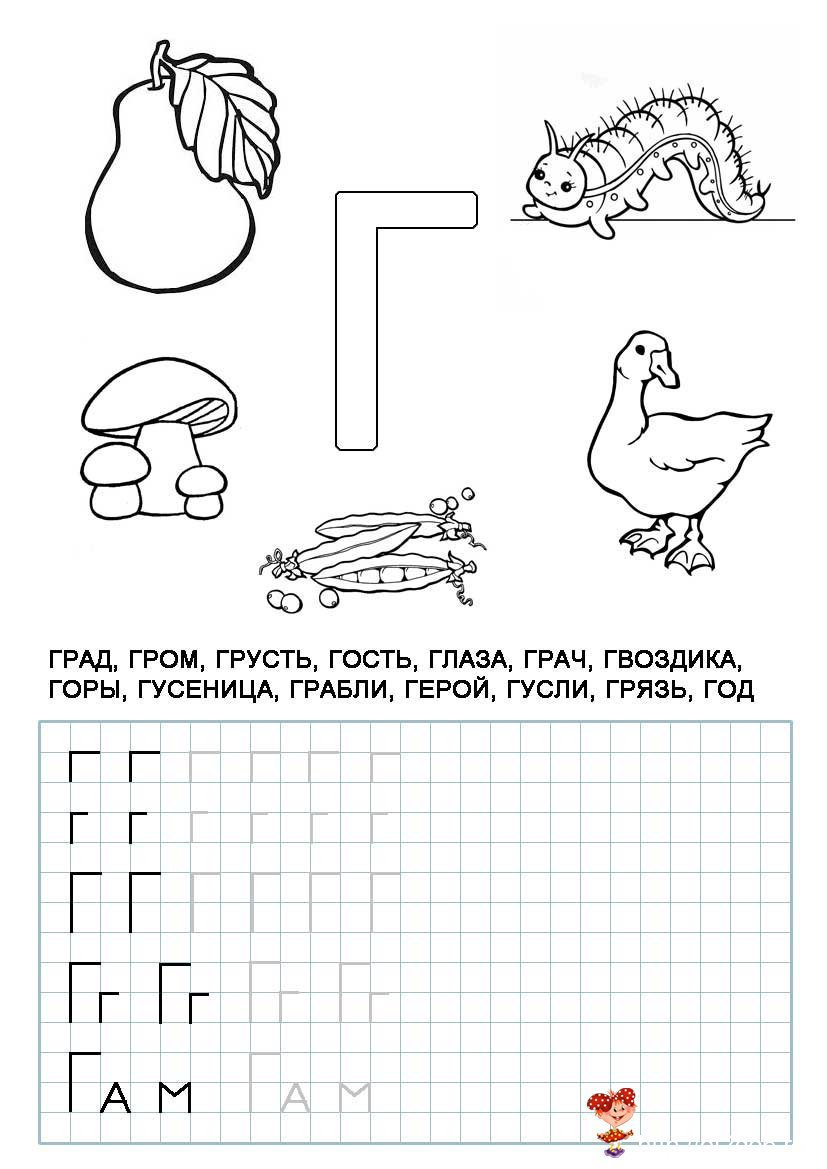 Г
ГРАД, ГРОМ, ГРУСТЬ, ГОСТЬ, ГЛАЗА, ГРАЧ, ГВОЗДИКА,
ГОРЫ, ГУСЕНИЦА, ГРАБЛИ, ГЕРОЙ, ГУСЛИ, ГРЯЗЬ, ГОД
Г Г Г Г Г Г
г г г г г г
Г Г Г Г Г Г
Гг Гг Гг Гг
Гам Гам